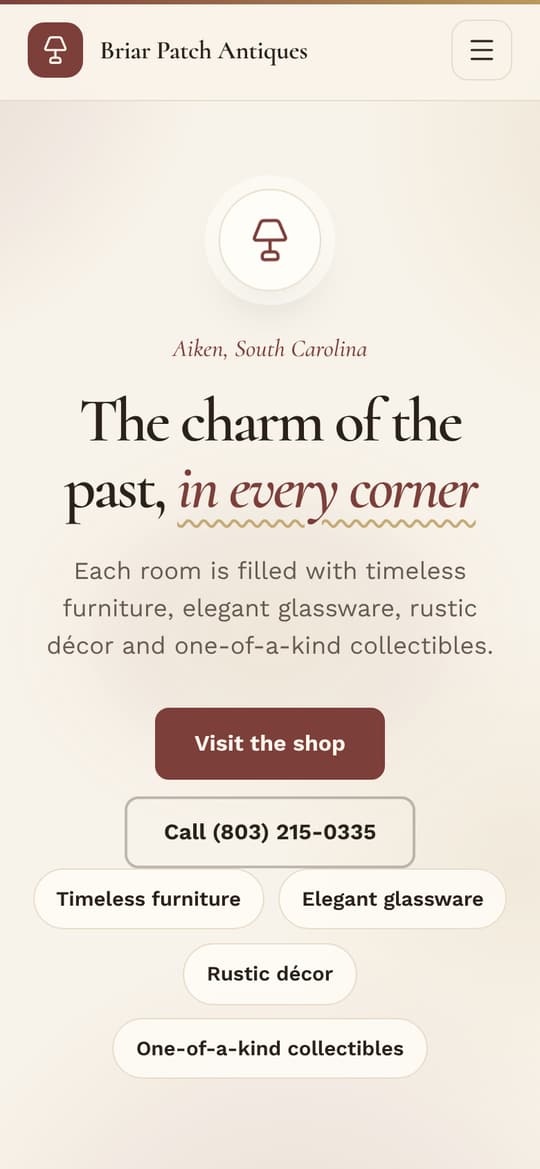 Briar Patch Antiques
Aiken, South Carolina
The charm of the
past, in every corner
Each room is filled with timeless
furniture, elegant glassware, rustic
décor and one-of-a-kind collectibles.
Visit the shop
Call (803) 215-0335
Timeless furniture
Elegant glassware
Rustic décor
One-of-a-kind collectibles